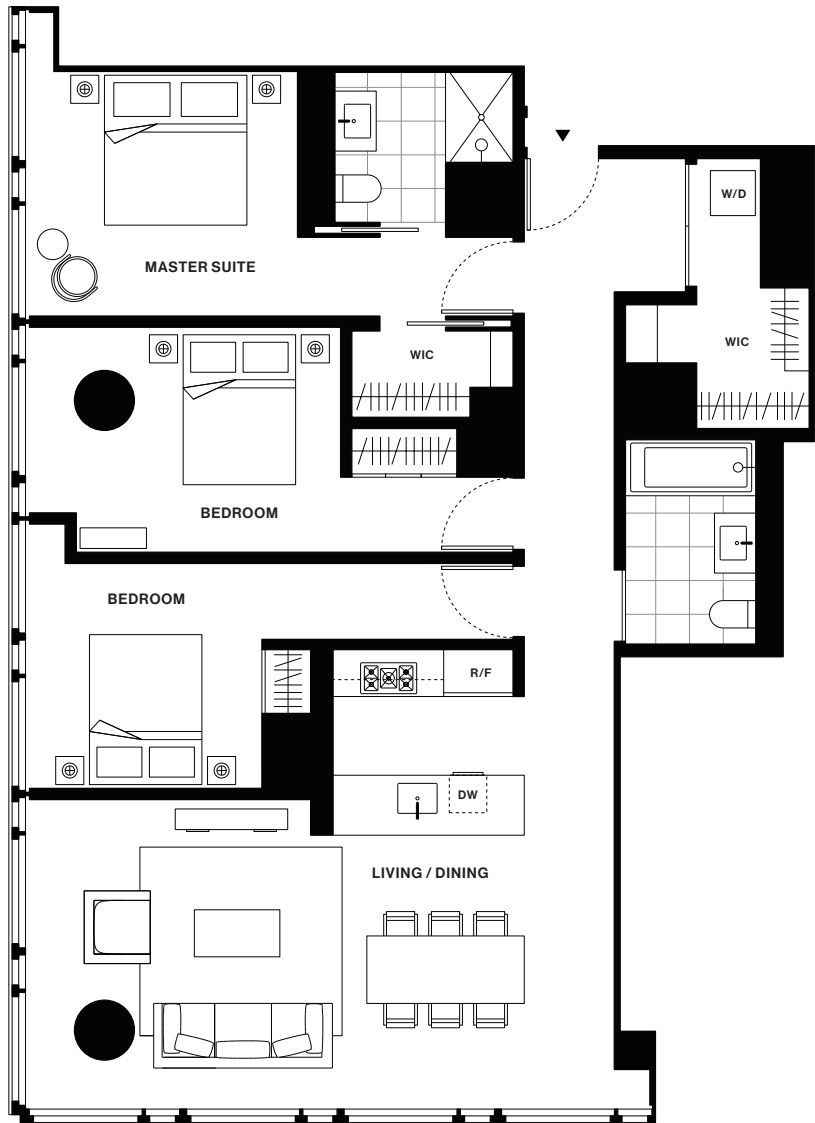 W/D
MASTER SUITE
WIC
WIC
BEDROOM
BEDROOM
R/F
DW
LIVING / DINING